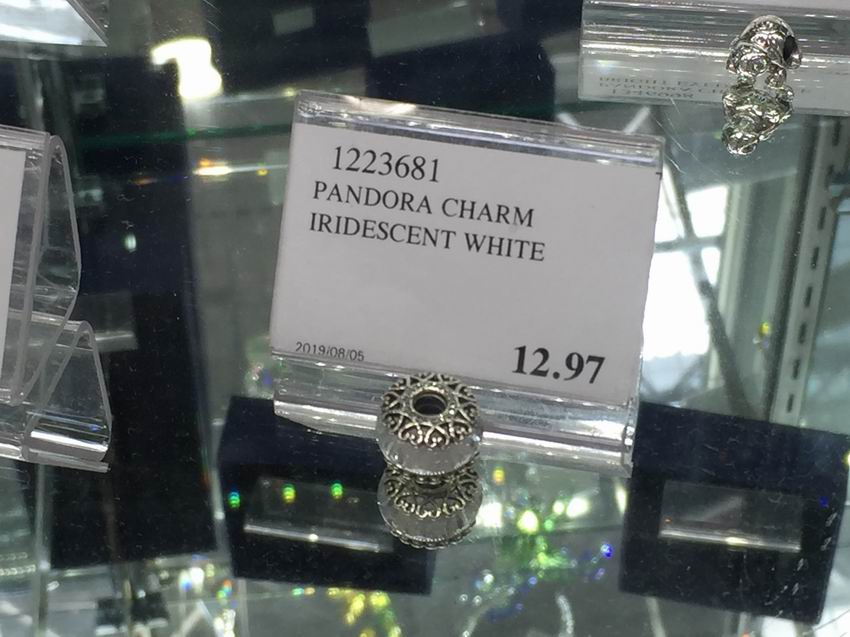 1223681
PANDORA CHARM
IRIDESCENT WHITE
2019/08/05
12.97